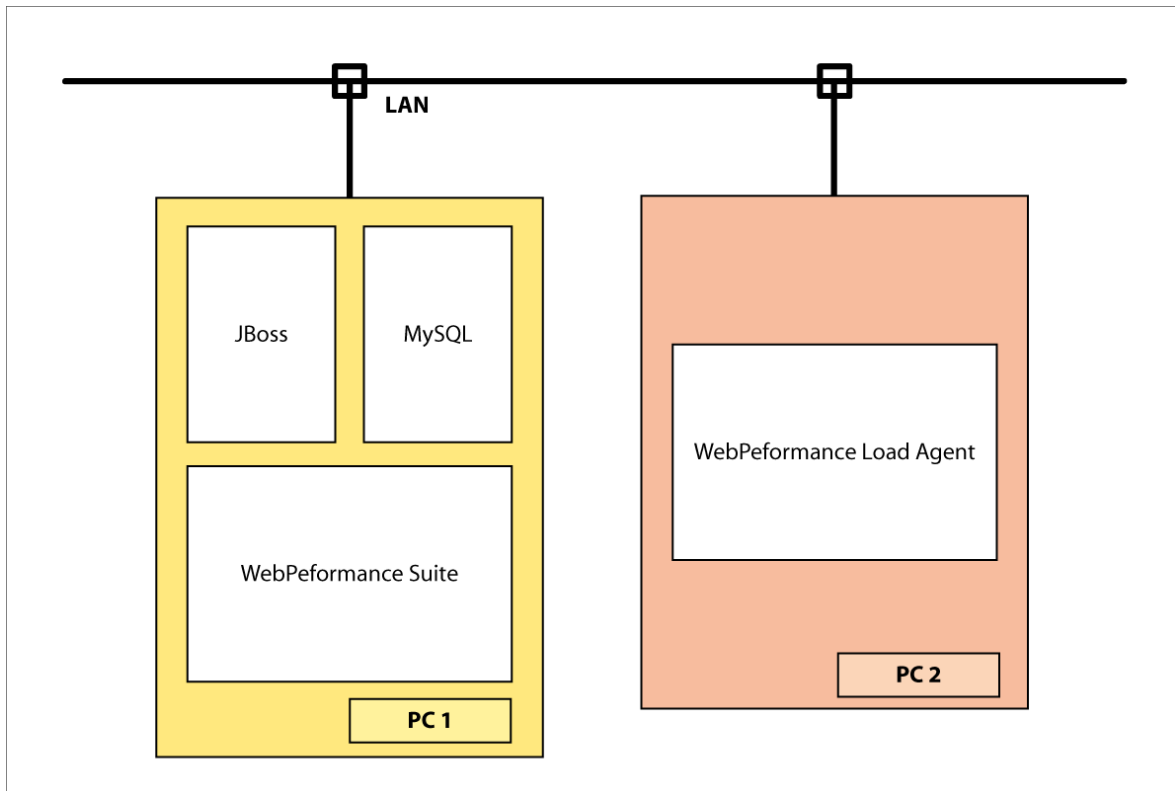 LAN
JBoss
MySQL
WebPeformance Suite
PC 1
WebPeformance Load Agent
PC 2